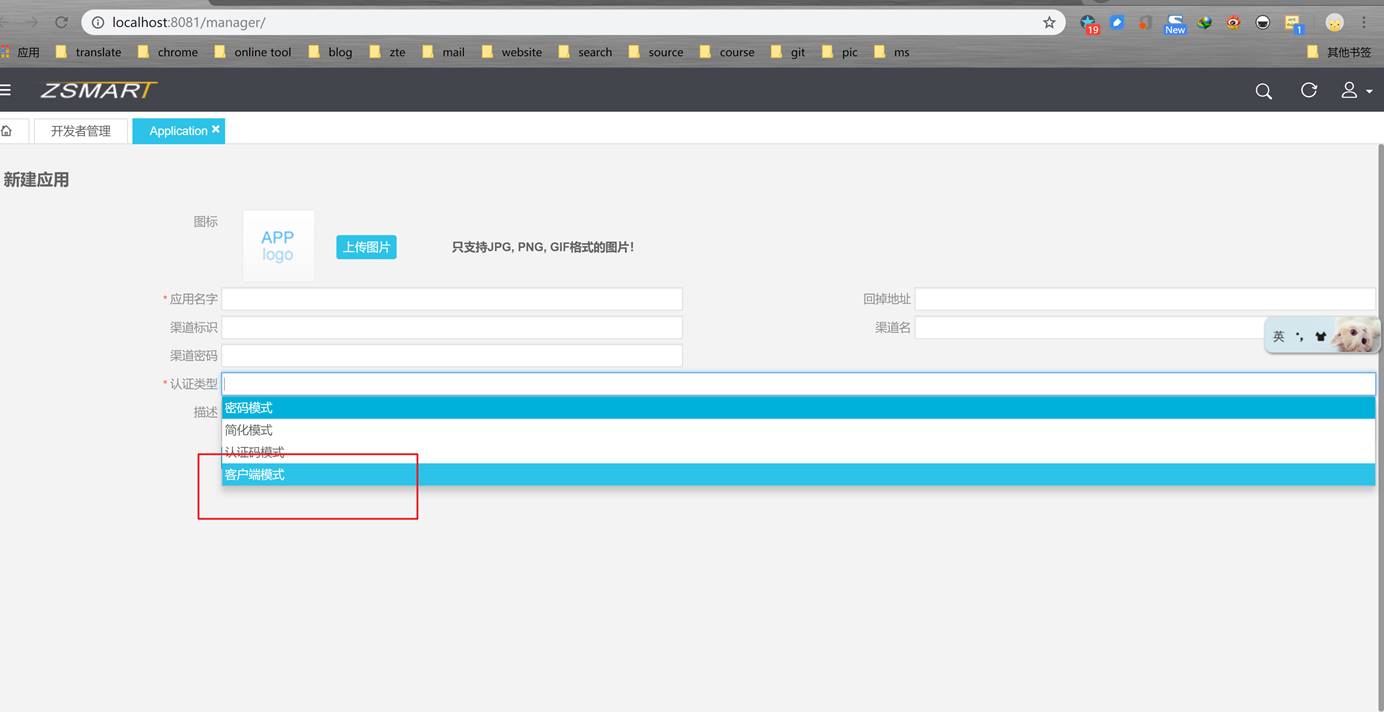 localhost:8081/manager/
19
New
1
应用 translate chrome online tool blog zte mail website search source course git pic ms 其他书签
ZSMART
开发者管理 Application
新建应用
图标
APP
logo
上传图片
只支持JPG, PNG, GIF格式的图片!
* 应用名字
回掉地址
渠道标识
渠道名
英
渠道密码
* 认证类型
描述
密码模式
简化模式
认证码模式
客户端模式